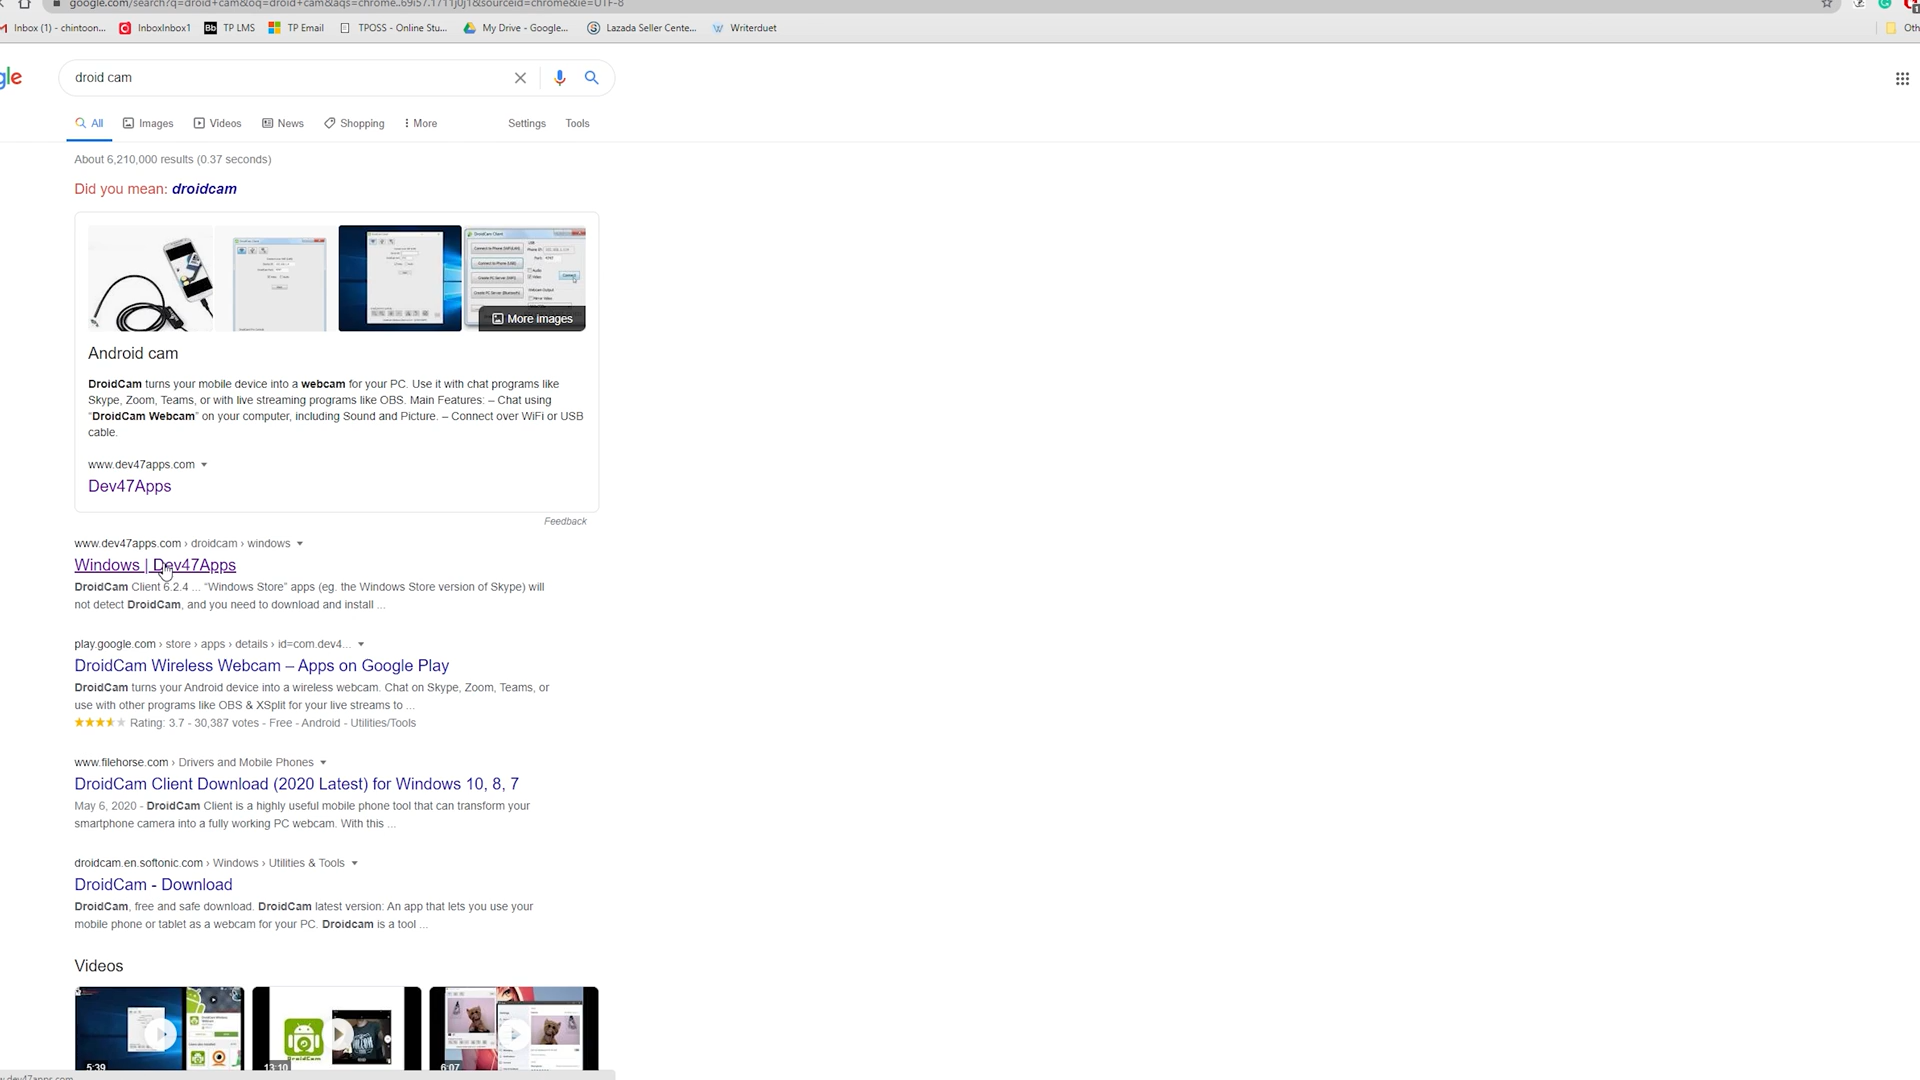 google.com/search?q=droid+cam&oq=droid+cam&aqs=chrome..69i57.1711j0j1&sourceid=chrome&ie=UTF-8
Inbox (1) - chintoon... InboxInbox1 TP LMS TP Email TPOSS - Online Stu... My Drive - Google... Lazada Seller Cente... Writerduet Oth
gle droid cam
All Images Videos News Shopping More Settings Tools
About 6,210,000 results (0.37 seconds)
Did you mean: droidcam
More images
Android cam
DroidCam turns your mobile device into a webcam for your PC. Use it with chat programs like
Skype, Zoom, Teams, or with live streaming programs like OBS. Main Features: – Chat using
“DroidCam Webcam” on your computer, including Sound and Picture. – Connect over WiFi or USB
cable.
www.dev47apps.com
Dev47Apps
Feedback
www.dev47apps.com › droidcam › windows
Windows | Dev47Apps
DroidCam Client 6.2.4 ... “Windows Store” apps (eg. the Windows Store version of Skype) will
not detect DroidCam, and you need to download and install ...
play.google.com › store › apps › details › id=com.dev4...
DroidCam Wireless Webcam – Apps on Google Play
DroidCam turns your Android device into a wireless webcam. Chat on Skype, Zoom, Teams, or
use with other programs like OBS & XSplit for your live streams to ...
Rating: 3.7 - 30,387 votes - Free - Android - Utilities/Tools
www.filehorse.com › Drivers and Mobile Phones
DroidCam Client Download (2020 Latest) for Windows 10, 8, 7
May 6, 2020 - DroidCam Client is a highly useful mobile phone tool that can transform your
smartphone camera into a fully working PC webcam. With this ...
droidcam.en.softonic.com › Windows › Utilities & Tools
DroidCam - Download
DroidCam, free and safe download. DroidCam latest version: An app that lets you use your
mobile phone or tablet as a webcam for your PC. Droidcam is a tool ...
Videos
5:39 13:10 6:07